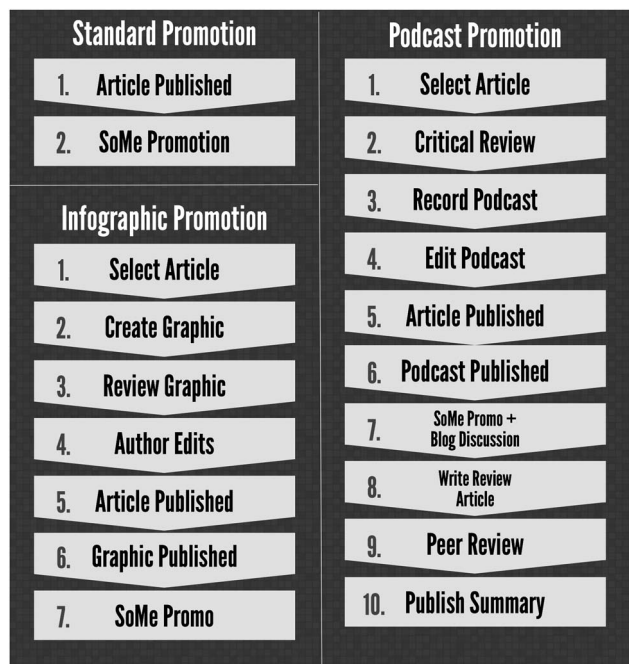 Standard Promotion
1. Article Published
2. SoMe Promotion
Infographic Promotion
1. Select Article
2. Create Graphic
3. Review Graphic
4. Author Edits
5. Article Published
6. Graphic Published
7. SoMe Promo
Podcast Promotion
1. Select Article
2. Critical Review
3. Record Podcast
4. Edit Podcast
5. Article Published
6. Podcast Published
7. SoMe Promo +
Blog Discussion
8. Write Review
Article
9. Peer Review
10. Publish Summary